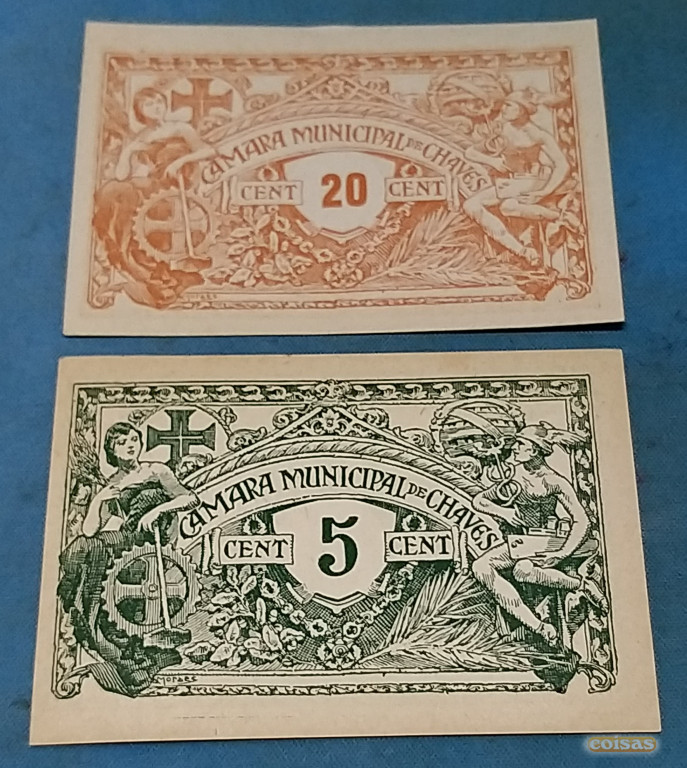 CAMARA MUNICIPAL DE CHAVES
CENT 20 CENT
CAMARA MUNICIPAL DE CHAVES
CENT 5 CENT
Moraes
coisas